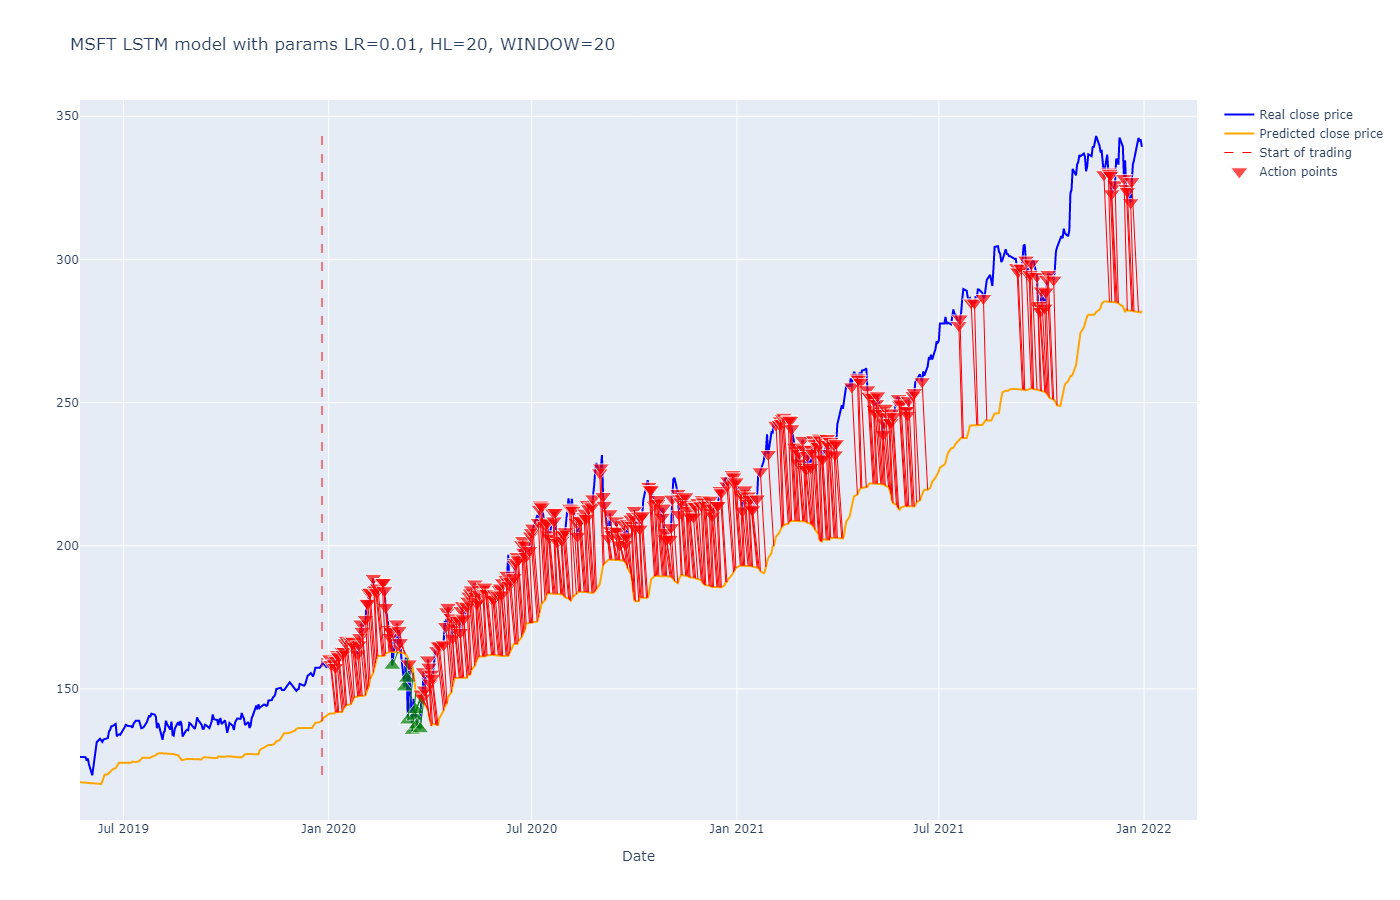 MSFT LSTM model with params LR=0.01, HL=20, WINDOW=20
350
300
250
200
150
Jul 2019
Jan 2020
Jul 2020
Jan 2021
Jul 2021
Jan 2022
Date
Real close price
Predicted close price
Start of trading
Action points